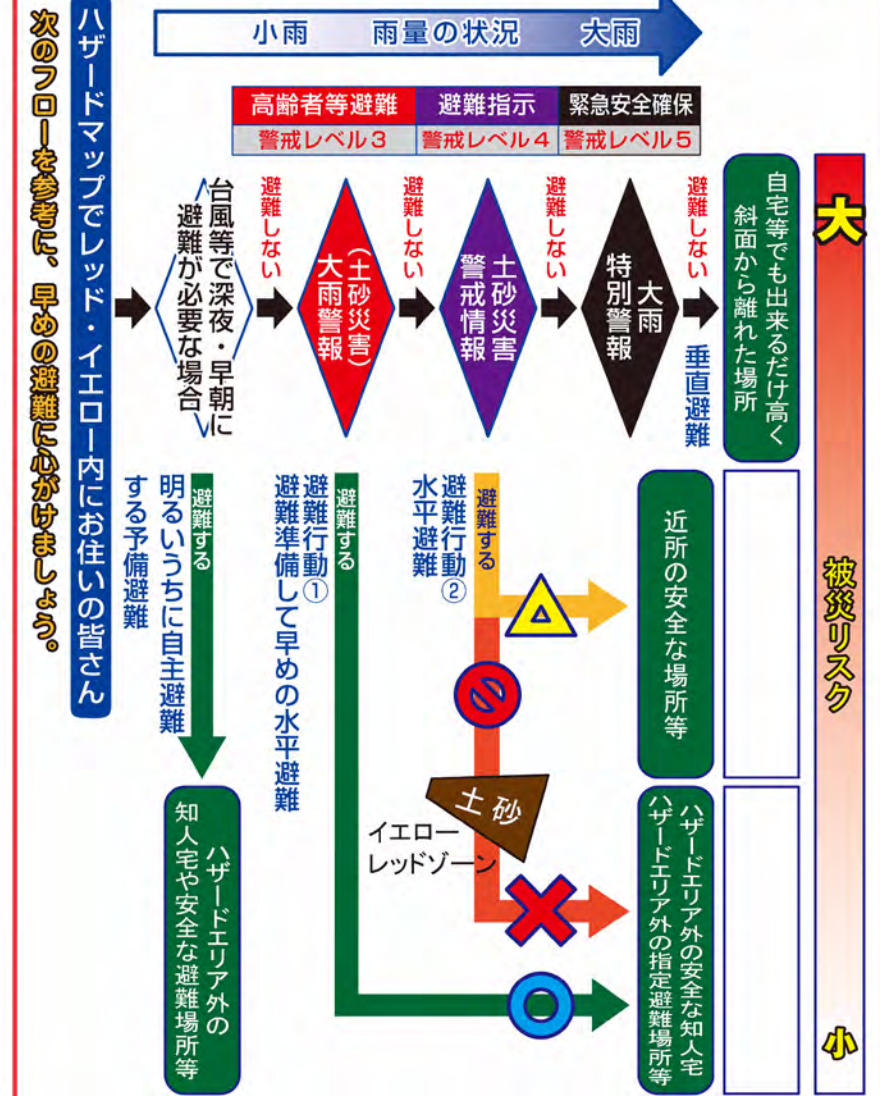 小雨 雨量の状況 大雨
高齢者等避難 避難指示 緊急安全確保
警戒レベル3 警戒レベル4 警戒レベル5
ハザードマップでレッド・イエロー内にお住いの皆さん
次のフローを参考に、早めの避難に心がけましょう。
台風等で深夜・早朝に
避難が必要な場合
避難しない
(土砂災害)
大雨警報
避難しない
土砂災害
警戒情報
避難しない
大雨
特別警報
避難しない
垂直避難
自宅等でも出来るだけ高く
斜面から離れた場所
避難する
明るいうちに自主避難
する予備避難
ハザードエリア外の
知人宅や安全な避難場所等
避難する
避難行動①
避難準備して早めの水平避難
避難する
避難行動②
水平避難
近所の安全な場所等
土砂
イエロー
レッドゾーン
ハザードエリア外の安全な知人宅
ハザードエリア外の指定避難場所等
大
被災リスク
小